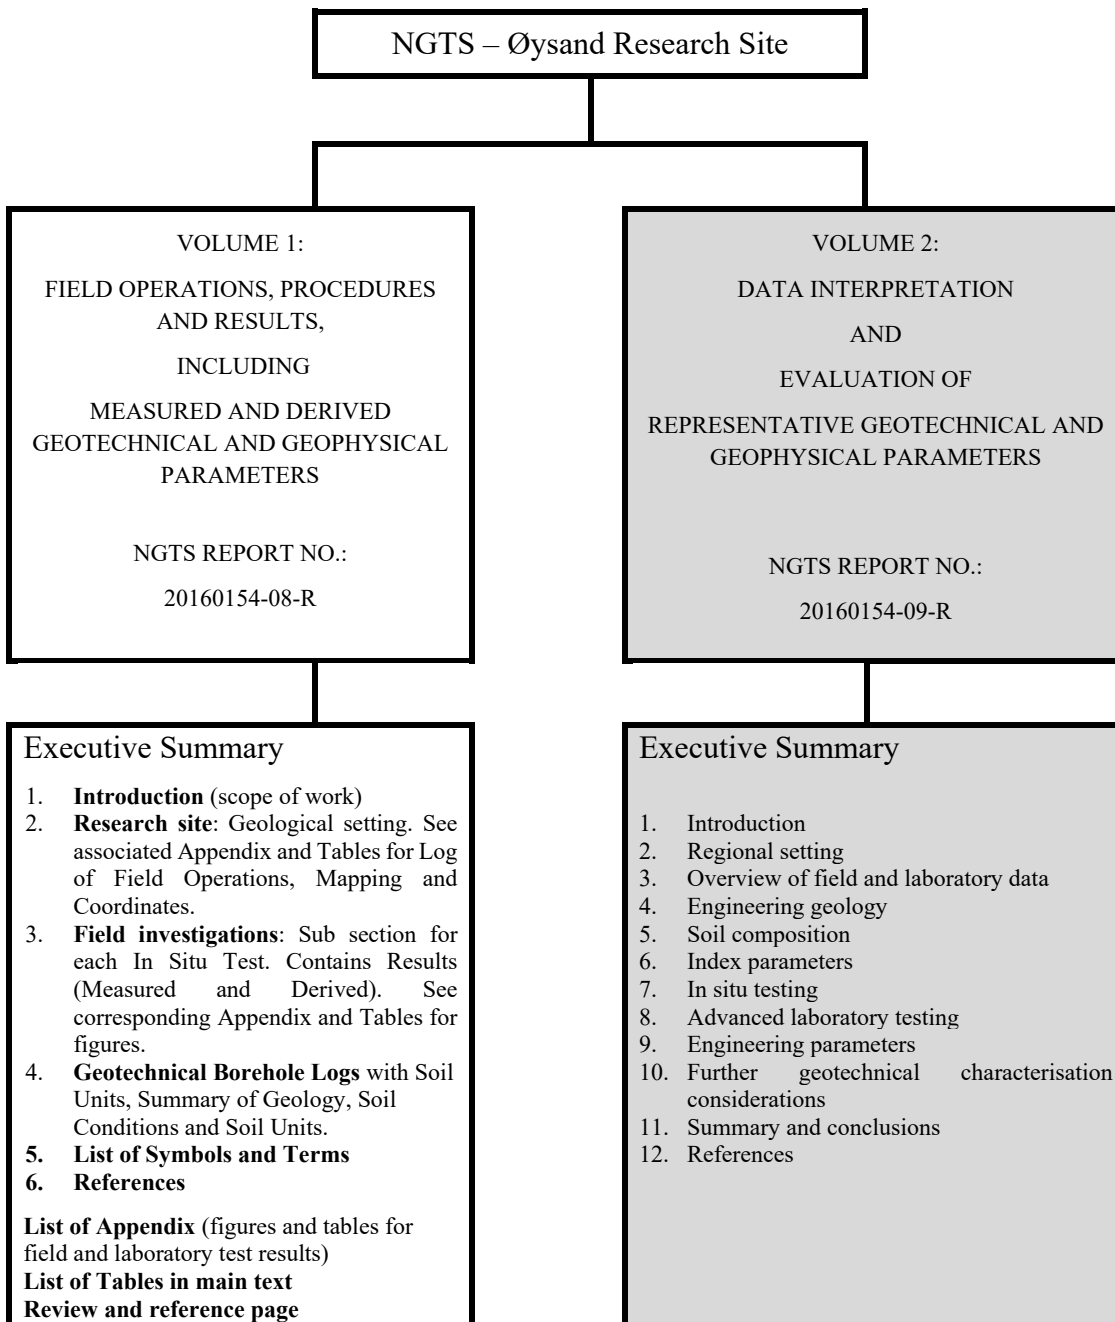 NGTS – Øysand Research Site
VOLUME 1:
FIELD OPERATIONS, PROCEDURES
AND RESULTS,
INCLUDING
MEASURED AND DERIVED
GEOTECHNICAL AND GEOPHYSICAL
PARAMETERS
NGTS REPORT NO.:
20160154-08-R
VOLUME 2:
DATA INTERPRETATION
AND
EVALUATION OF
REPRESENTATIVE GEOTECHNICAL AND
GEOPHYSICAL PARAMETERS
NGTS REPORT NO.:
20160154-09-R
Executive Summary
1. Introduction (scope of work)
2. Research site: Geological setting. See
associated Appendix and Tables for Log
of Field Operations, Mapping and
Coordinates.
3. Field investigations: Sub section for
each In Situ Test. Contains Results
(Measured and Derived). See
corresponding Appendix and Tables for
figures.
4. Geotechnical Borehole Logs with Soil
Units, Summary of Geology, Soil
Conditions and Soil Units.
5. List of Symbols and Terms
6. References
List of Appendix (figures and tables for
field and laboratory test results)
List of Tables in main text
Review and reference page
Executive Summary
1. Introduction
2. Regional setting
3. Overview of field and laboratory data
4. Engineering geology
5. Soil composition
6. Index parameters
7. In situ testing
8. Advanced laboratory testing
9. Engineering parameters
10. Further geotechnical characterisation
considerations
11. Summary and conclusions
12. References